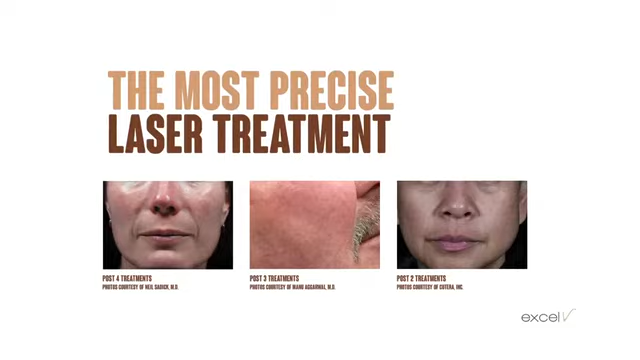 THE MOST PRECISE
LASER TREATMENT
POST 4 TREATMENTS
PHOTOS COURTESY OF NEIL SADICK, M.D.
POST 3 TREATMENTS
PHOTOS COURTESY OF MANU AGGARWAL, M.D.
POST 2 TREATMENTS
PHOTOS COURTESY OF CUTERA, INC.
excel V